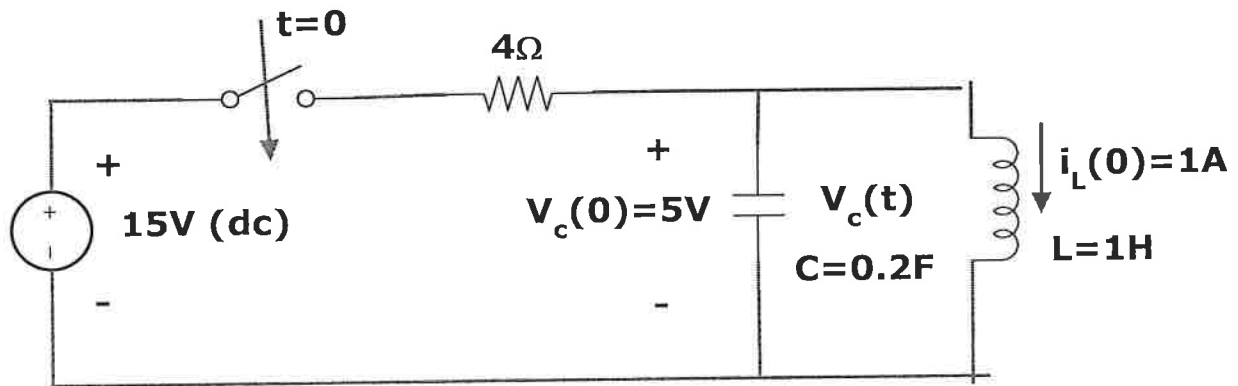 t=0
4Ω
+
+
i_L(0)=1A
+
15V (dc)
V_c(0)=5V
V_c(t)
-
C=0.2F
L=1H
-
-